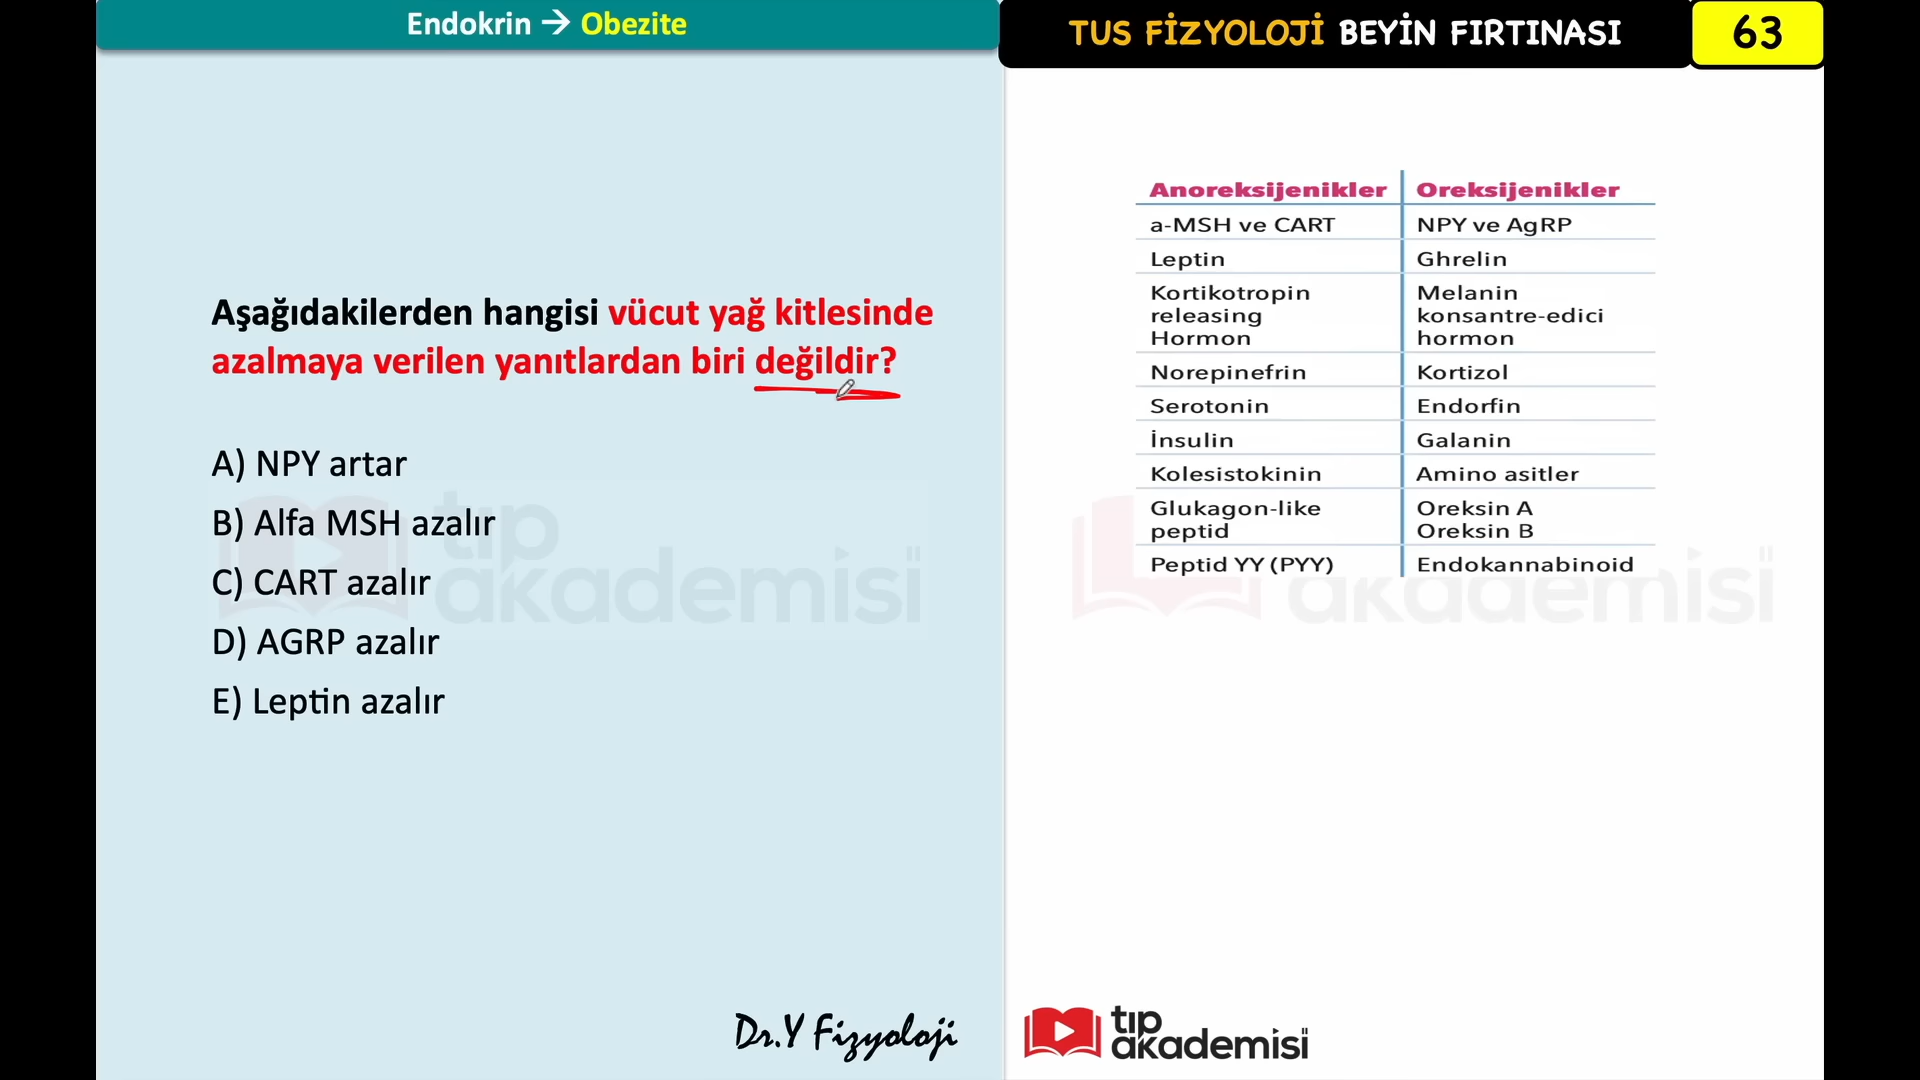 Endokrin → Obezite
TUS FİZYOLOJİ BEYİN FIRTINASI
63
Aşağıdakilerden hangisi vücut yağ kitlesinde
azalmaya verilen yanıtlardan biri değildir?
A) NPY artar
B) Alfa MSH azalır
C) CART azalır
D) AGRP azalır
E) Leptin azalır
tıp
akademisi
Dr.Y Fizyoloji
Anoreksijenikler Oreksijenikler
a-MSH ve CART NPY ve AgRP
Leptin Ghrelin
Kortikotropin Melanin
releasing konsantre-edici
Hormon hormon
Norepinefrin Kortizol
Serotonin Endorfin
İnsulin Galanin
Kolesistokinin Amino asitler
Glukagon-like Oreksin A
peptid Oreksin B
Peptid YY (PYY) Endokannabinoid
akademisi
tıp
akademisi